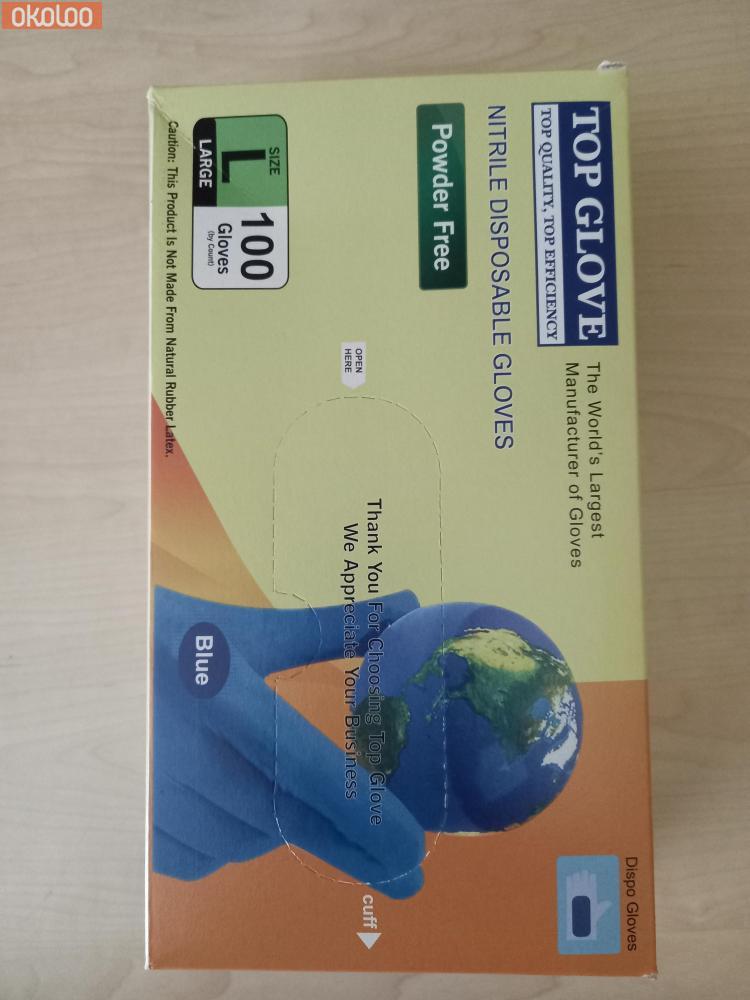 okoloo
TOP GLOVE
TOP QUALITY, TOP EFFICIENCY
The World's Largest
Manufacturer of Gloves
Dispo Gloves
NITRILE DISPOSABLE GLOVES
Powder Free
OPEN
HERE
Thank You For Choosing Top Glove
We Appreciate Your Business
cuff
SIZE
L
LARGE
100
Gloves
(by Count)
Blue
Caution: This Product Is Not Made From Natural Rubber Latex.